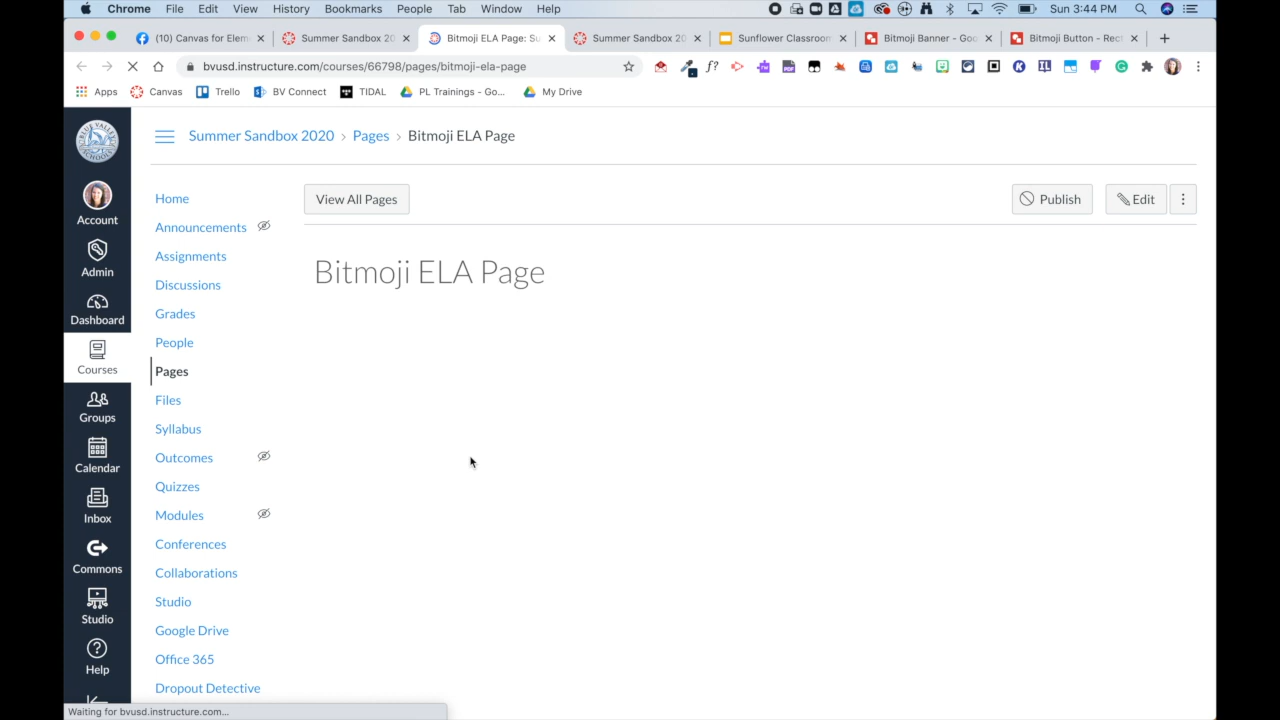 Chrome File Edit View History Bookmarks People Tab Window Help Sun 3:44 PM
(10) Canvas for Elem Summer Sandbox 20 Bitmoji ELA Page: Su Summer Sandbox 20 Sunflower Classroom Bitmoji Banner - Goo Bitmoji Button - Rect
bvusd.instructure.com/courses/66798/pages/bitmoji-ela-page
Apps Canvas Trello BV Connect TIDAL PL Trainings - Go... My Drive
Summer Sandbox 2020 > Pages > Bitmoji ELA Page
View All Pages Publish Edit
Bitmoji ELA Page
Account
Admin
Dashboard
Courses
Groups
Calendar
Inbox
Commons
Studio
Help
Home
Announcements
Assignments
Discussions
Grades
People
Pages
Files
Syllabus
Outcomes
Quizzes
Modules
Conferences
Collaborations
Studio
Google Drive
Office 365
Dropout Detective
Waiting for bvusd.instructure.com...